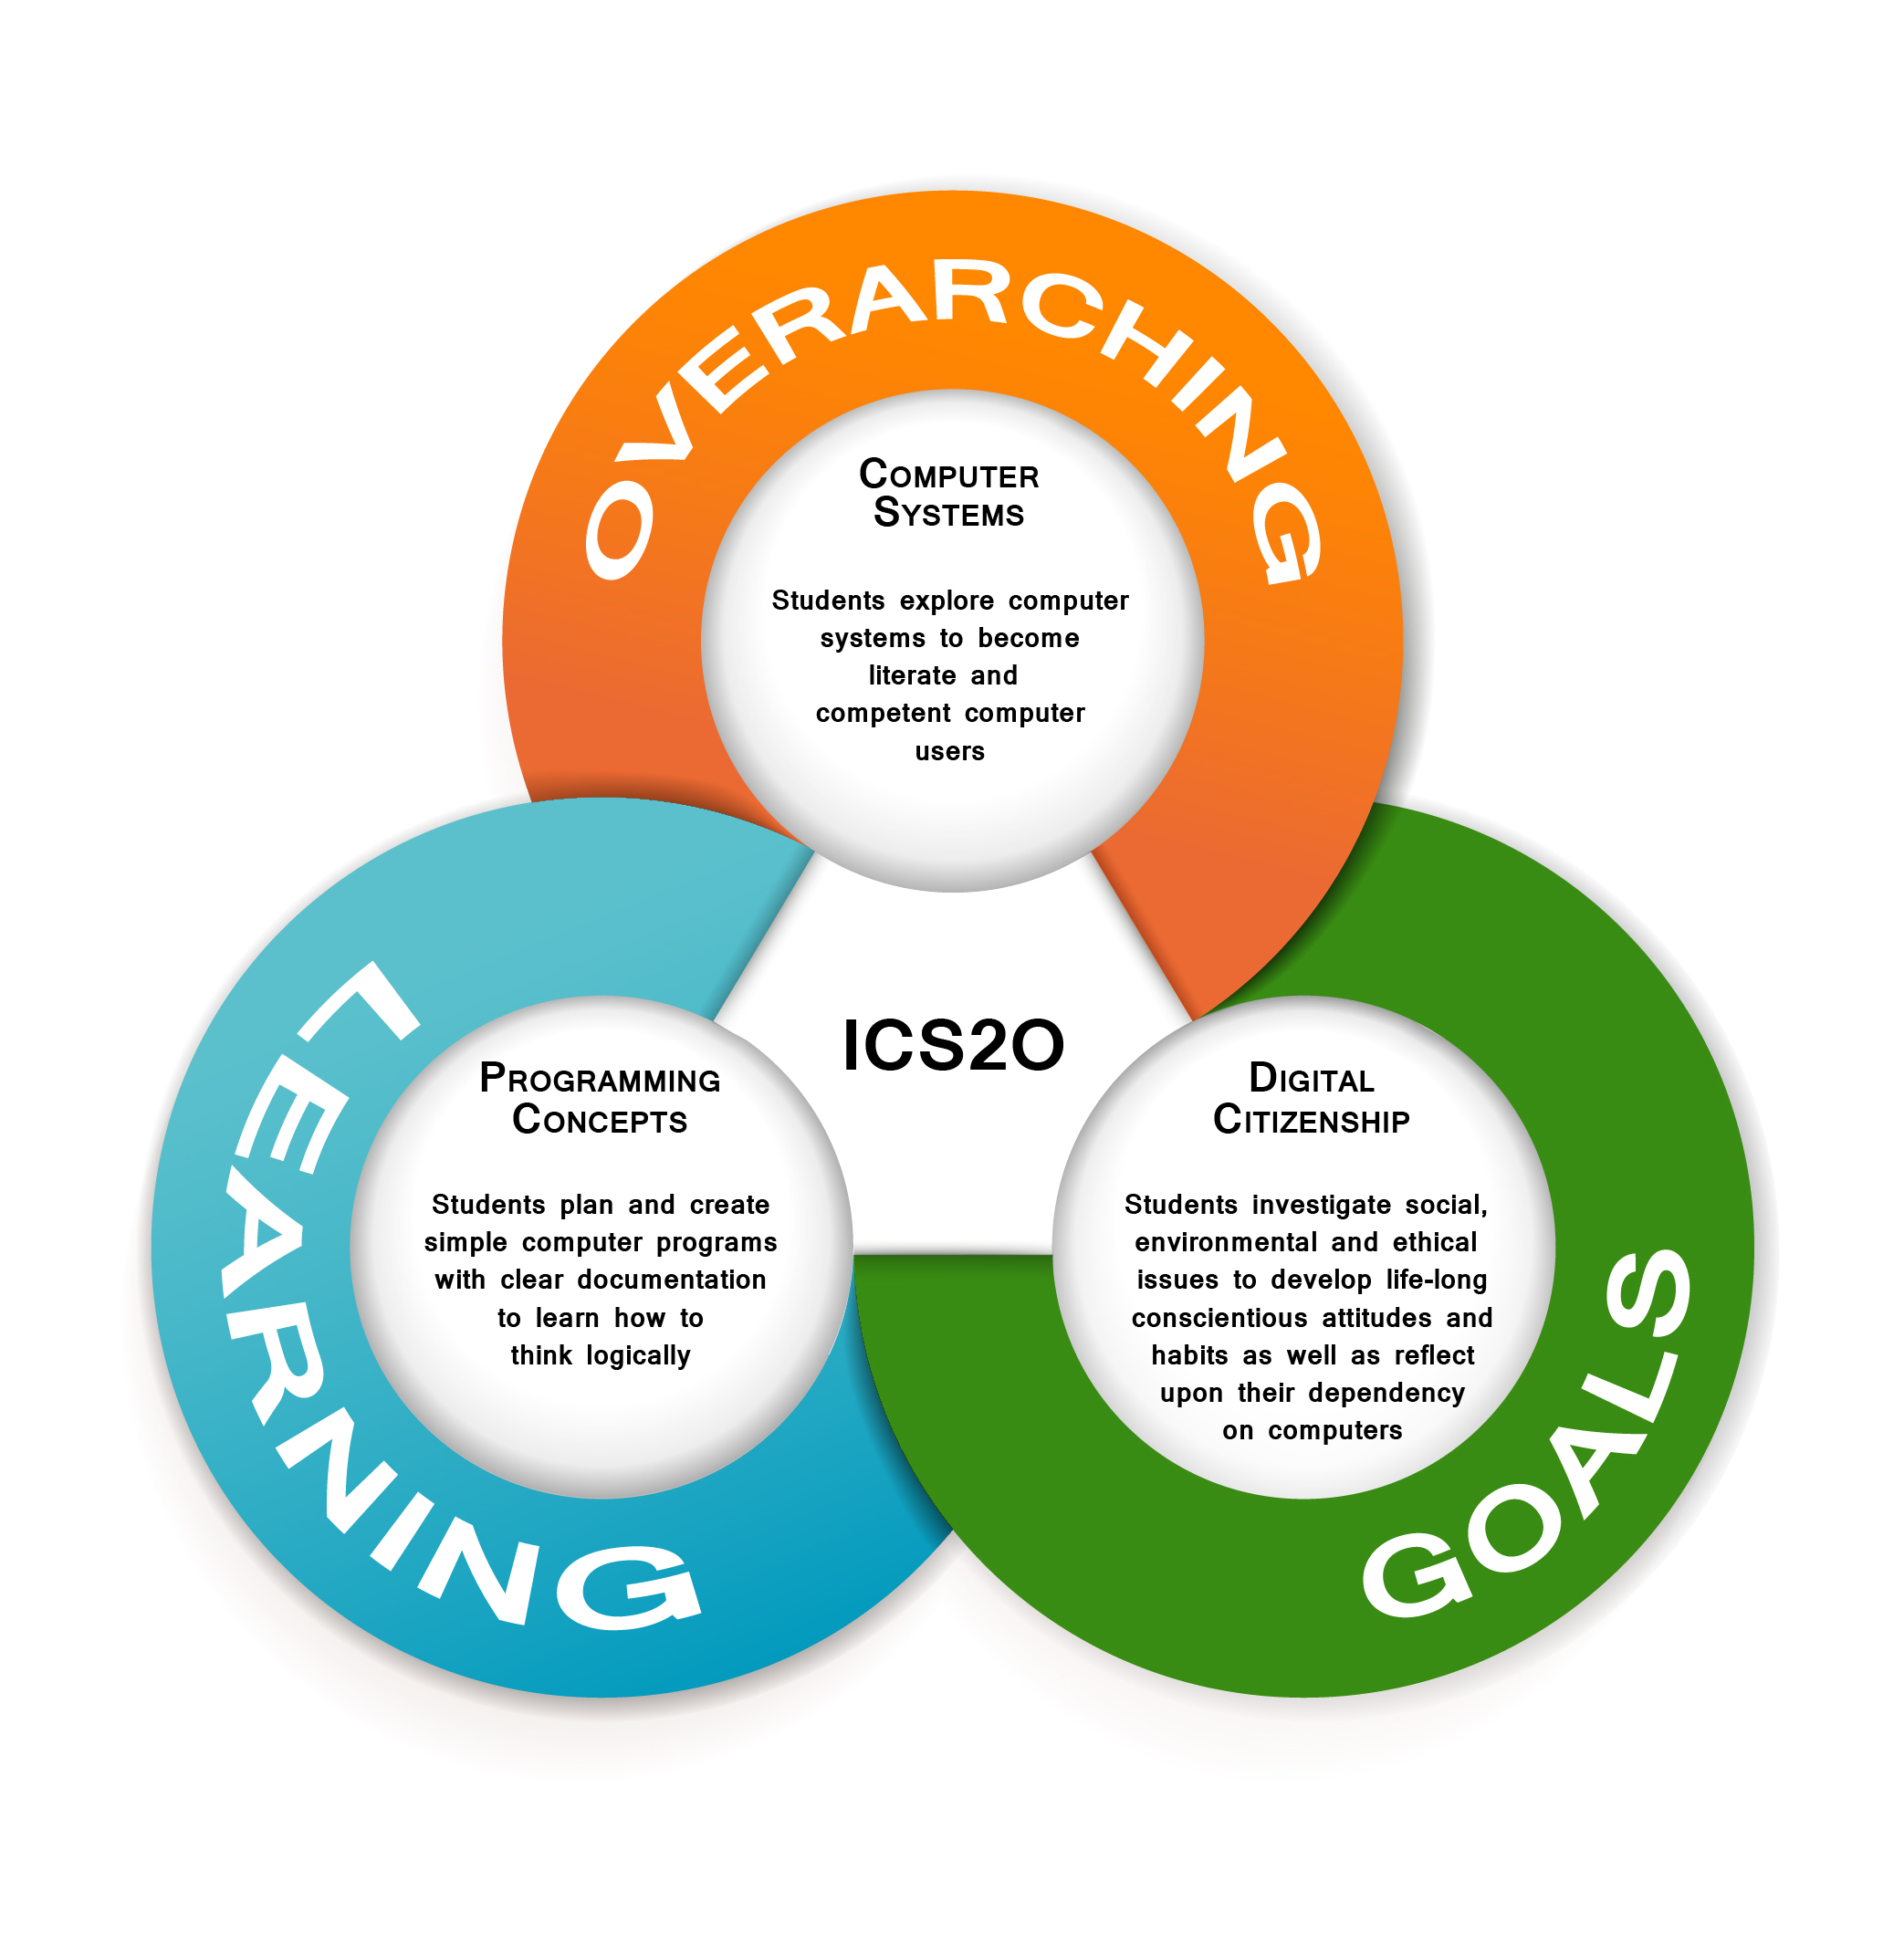 OVERARCHING
COMPUTER
SYSTEMS
Students explore computer
systems to become
literate and
competent computer
users
ICS2O
LEARNING
PROGRAMMING
CONCEPTS
Students plan and create
simple computer programs
with clear documentation
to learn how to
think logically
DIGITAL
CITIZENSHIP
Students investigate social,
environmental and ethical
issues to develop life-long
conscientious attitudes and
habits as well as reflect
upon their dependency
on computers
GOALS